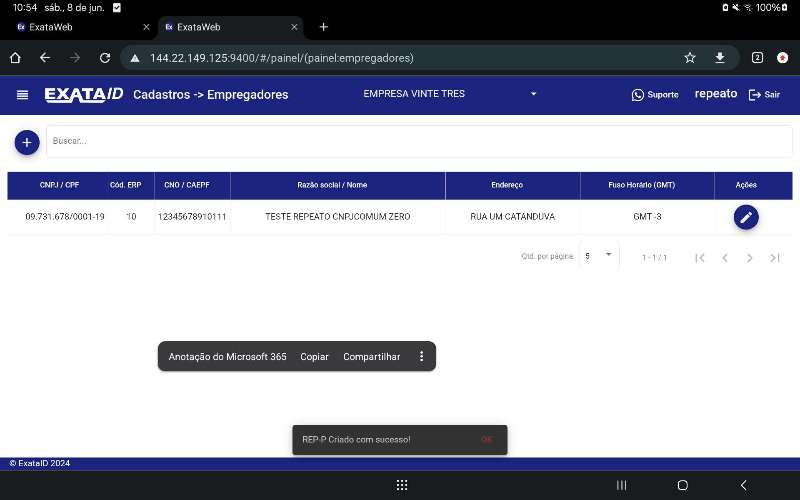 10:54 sáb., 8 de jun. 100%
Ex ExataWeb × Ex ExataWeb × +
144.22.149.125:9400/#/painel/(painel:empregadores) 2
EXATAID Cadastros -> Empregadores EMPRESA VINTE TRES Suporte repeato Sair
+ Buscar...
CNPJ / CPF Cód. ERP CNO / CAEPF Razão social / Nome Endereço Fuso Horário (GMT) Ações
09.731.678/0001-19 10 12345678910111 TESTE REPEATO CNPJCOMUM ZERO RUA UM CATANDUVA GMT -3
Qtd. por página: 5 1 - 1 / 1
Anotação do Microsoft 365 Copiar Compartilhar
REP-P Criado com sucesso! OK
© ExataID 2024